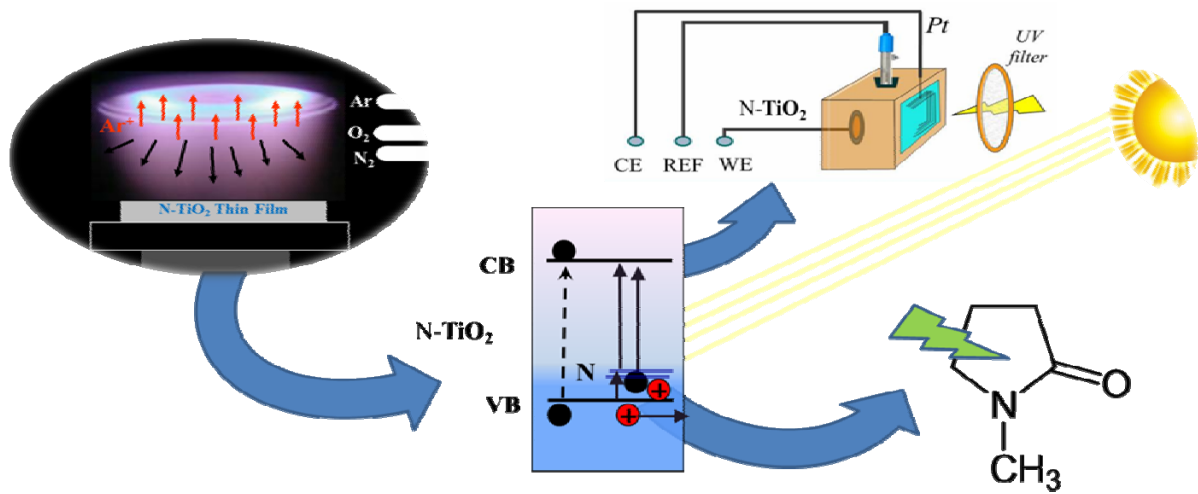 Ar
Ar+
O2
N2
N-TiO2 Thin Film
Pt
UV
filter
N-TiO2
CE REF WE
CB
N-TiO2
N
VB
+
+
N
O
CH3